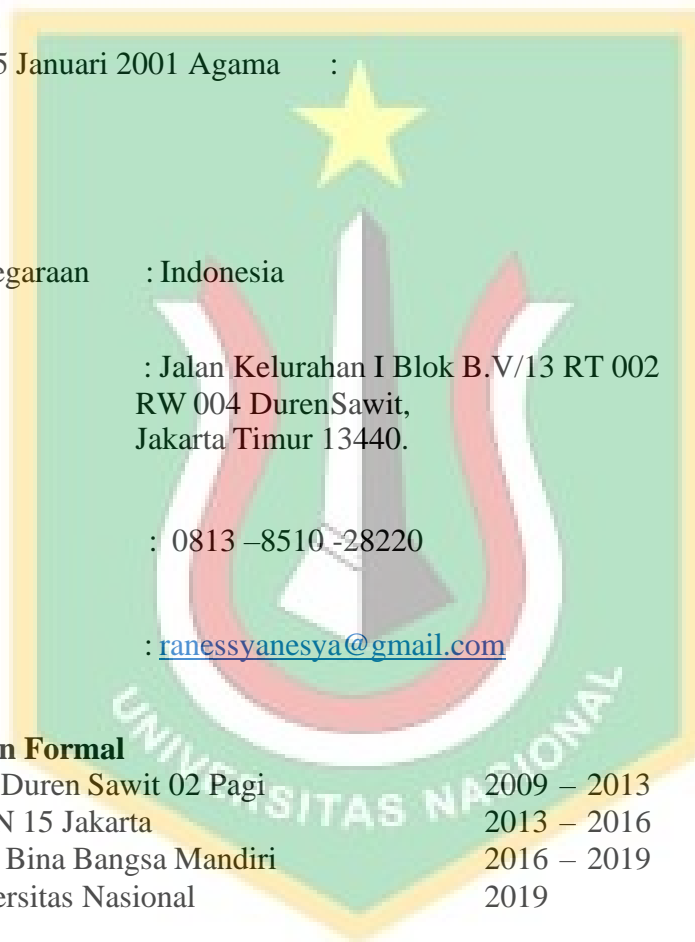 5 Januari 2001 Agama :
egaraan : Indonesia
: Jalan Kelurahan I Blok B.V/13 RT 002
RW 004 DurenSawit,
Jakarta Timur 13440.
: 0813 –8510 -28220
: ranessyanesya@gmail.com
n Formal
Duren Sawit 02 Pagi 2009 – 2013
N 15 Jakarta 2013 – 2016
Bina Bangsa Mandiri 2016 – 2019
ersitas Nasional 2019
UNIVERSITAS NASIONAL